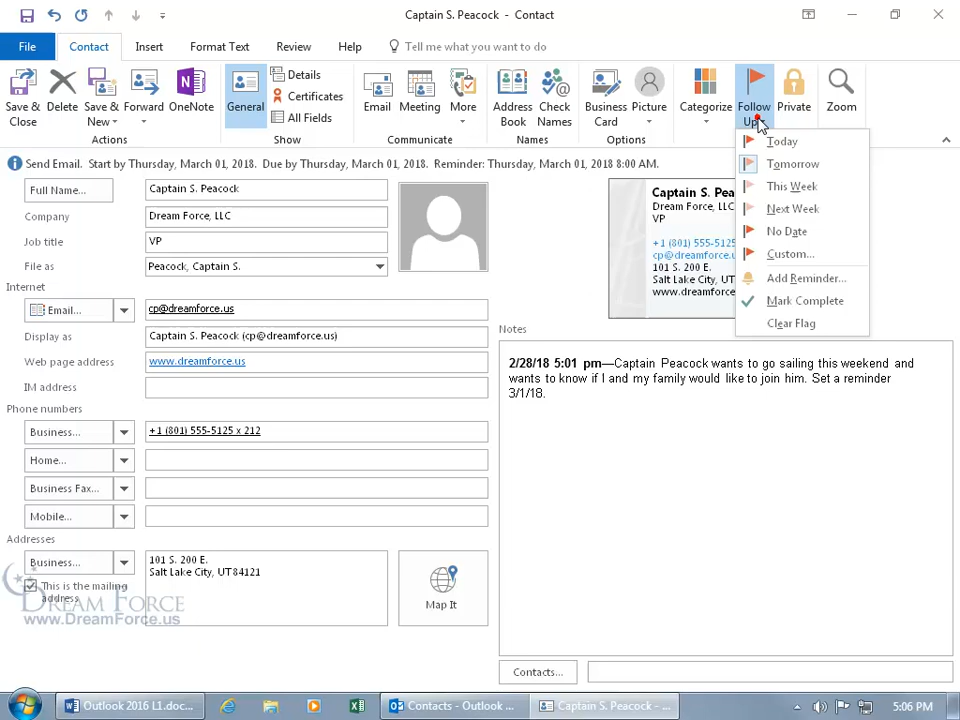 Captain S. Peacock - Contact
File
Contact
Insert
Format Text
Review
Help
Tell me what you want to do
Save & Close
Delete
Save & New
Forward
OneNote
Actions
General
Details
Certificates
All Fields
Show
Email
Meeting
More
Communicate
Address Book
Check Names
Names
Business Card
Picture
Options
Categorize
Follow Up
Private
Zoom
Today
Tomorrow
This Week
Next Week
No Date
Custom...
Add Reminder...
Mark Complete
Clear Flag
Send Email. Start by Thursday, March 01, 2018. Due by Thursday, March 01, 2018. Reminder: Thursday, March 01, 2018 8:00 AM.
Full Name...
Captain S. Peacock
Company
Dream Force, LLC
Job title
VP
File as
Peacock, Captain S.
Internet
Email...
cp@dreamforce.us
Display as
Captain S. Peacock (cp@dreamforce.us)
Web page address
www.dreamforce.us
IM address
Phone numbers
Business...
+1 (801) 555-5125 x 212
Home...
Business Fax...
Mobile...
Addresses
Business...
101 S. 200 E.
Salt Lake City, UT 84121
This is the mailing
address
Map It
DREAM FORCE
www.DreamForce.us
Captain S. Pea
Dream Force, LLC
VP
+1 (801) 555-5125
cp@dreamforce.u
101 S. 200 E.
Salt Lake City, UT
www.dreamforce.
Notes
2/28/18 5:01 pm—Captain Peacock wants to go sailing this weekend and
wants to know if I and my family would like to join him. Set a reminder
3/1/18.
Contacts...
Outlook 2016 L1.doc...
Contacts - Outlook ...
Captain S. Peacock - ...
5:06 PM